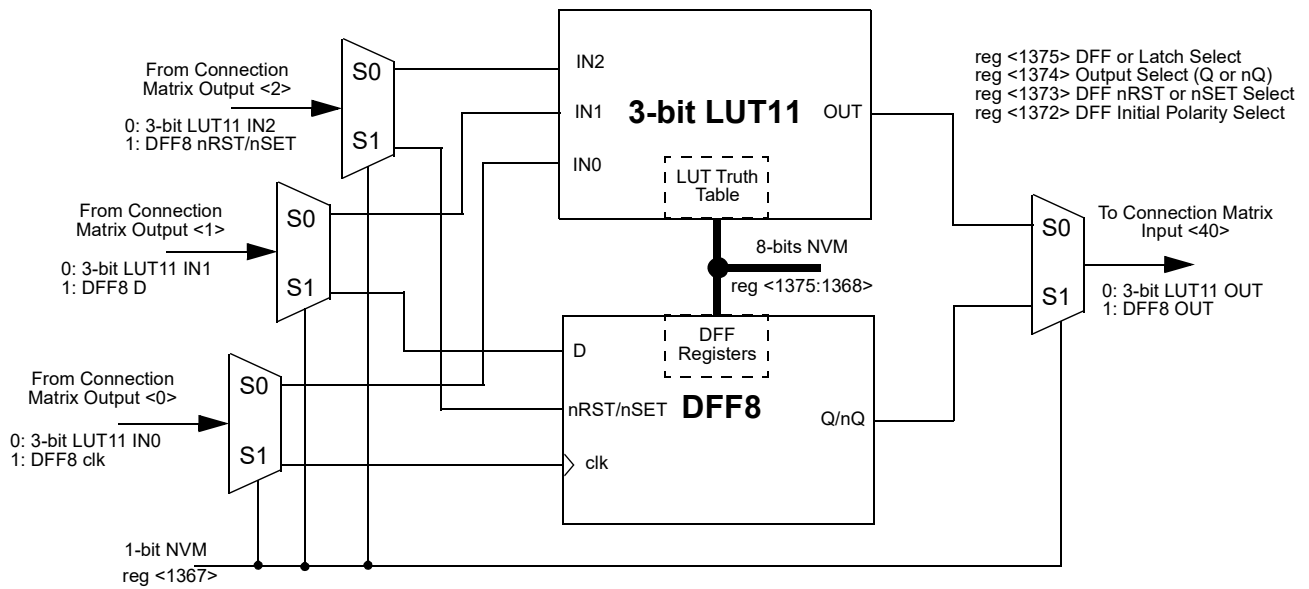 From Connection
Matrix Output <2>
0: 3-bit LUT11 IN2
1: DFF8 nRST/nSET
S0
S1
From Connection
Matrix Output <1>
0: 3-bit LUT11 IN1
1: DFF8 D
S0
S1
From Connection
Matrix Output <0>
0: 3-bit LUT11 IN0
1: DFF8 clk
S0
S1
1-bit NVM
reg <1367>
IN2
IN1
IN0
3-bit LUT11
OUT
LUT Truth
Table
8-bits NVM
reg <1375:1368>
DFF
Registers
D
nRST/nSET
clk
DFF8
Q/nQ
reg <1375> DFF or Latch Select
reg <1374> Output Select (Q or nQ)
reg <1373> DFF nRST or nSET Select
reg <1372> DFF Initial Polarity Select
S0
S1
To Connection Matrix
Input <40>
0: 3-bit LUT11 OUT
1: DFF8 OUT